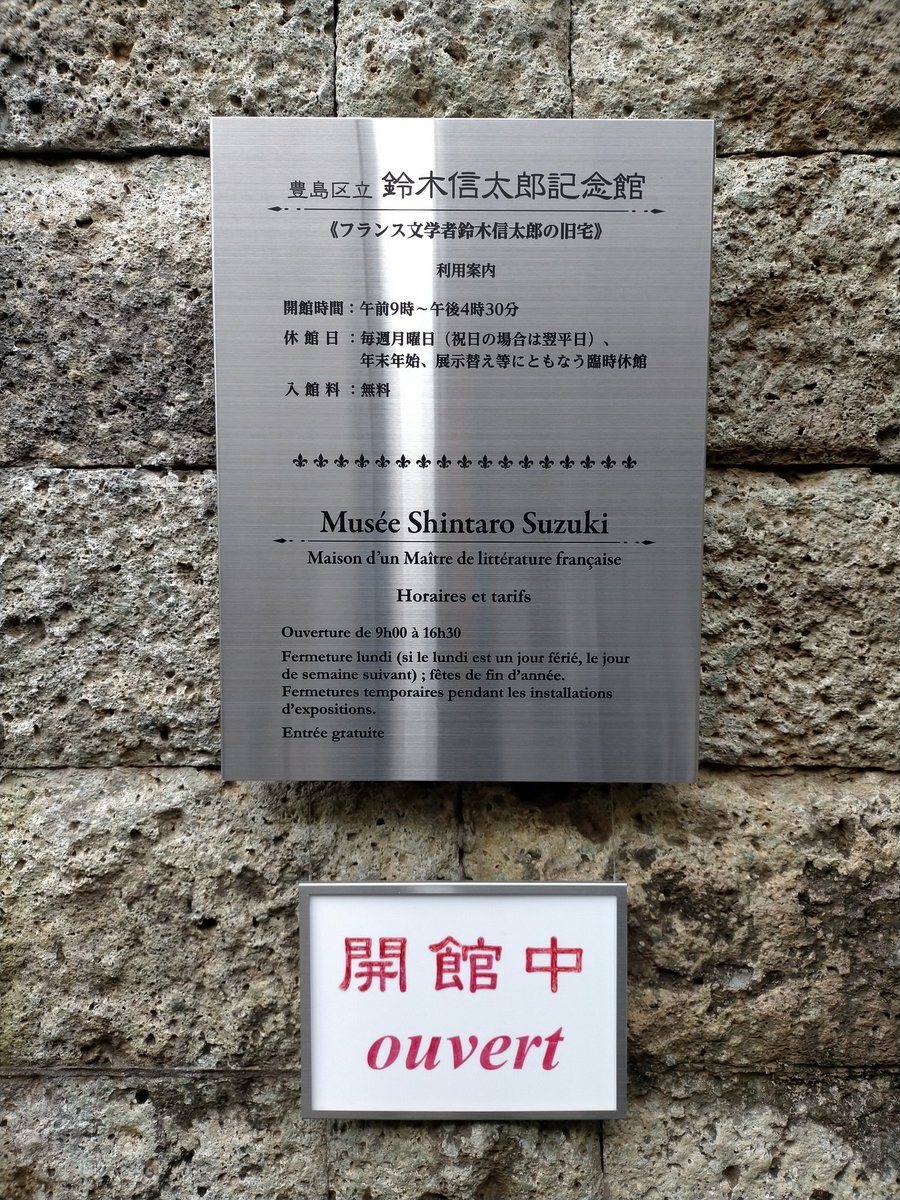 豊島区立 鈴木信太郎記念館
《フランス文学者鈴木信太郎の旧宅》
利用案内
開館時間：午前9時～午後4時30分
休館日：毎週月曜日（祝日の場合は翌平日）、
年末年始、展示替え等にともなう臨時休館
入館料：無料
Musée Shintaro Suzuki
Maison d'un Maître de littérature française
Horaires et tarifs
Ouverture de 9h00 à 16h30
Fermeture lundi (si le lundi est un jour férié, le jour
de semaine suivant) ; fêtes de fin d'année.
Fermetures temporaires pendant les installations
d'expositions.
Entrée gratuite
開館中
ouvert